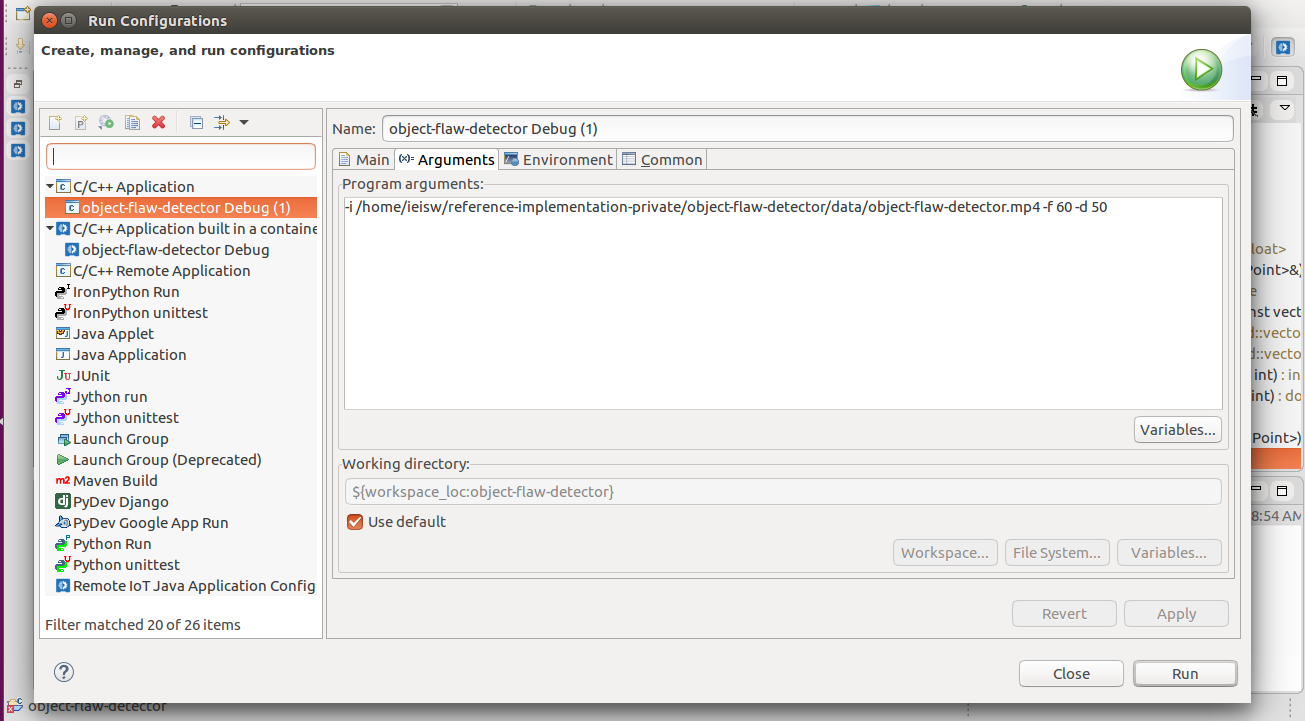 Run Configurations
Create, manage, and run configurations
Name: object-flaw-detector Debug (1)
Main
(x)= Arguments
Environment
Common
C/C++ Application
object-flaw-detector Debug (1)
C/C++ Application built in a containe
object-flaw-detector Debug
C/C++ Remote Application
IronPython Run
IronPython unittest
Java Applet
Java Application
JUnit
Jython run
Jython unittest
Launch Group
Launch Group (Deprecated)
Maven Build
PyDev Django
PyDev Google App Run
Python Run
Python unittest
Remote IoT Java Application Config
Filter matched 20 of 26 items
Program arguments:
-i /home/ieisw/reference-implementation-private/object-flaw-detector/data/object-flaw-detector.mp4 -f 60 -d 50
Variables...
Working directory:
${workspace_loc:object-flaw-detector}
Use default
Workspace...
File System...
Variables...
Revert
Apply
Close
Run
loat>
Point>&)
e
nst vect
d::vecto
d::vecto
int) : in
int) : do
Point>)
8:54 AM
object-flaw-detector